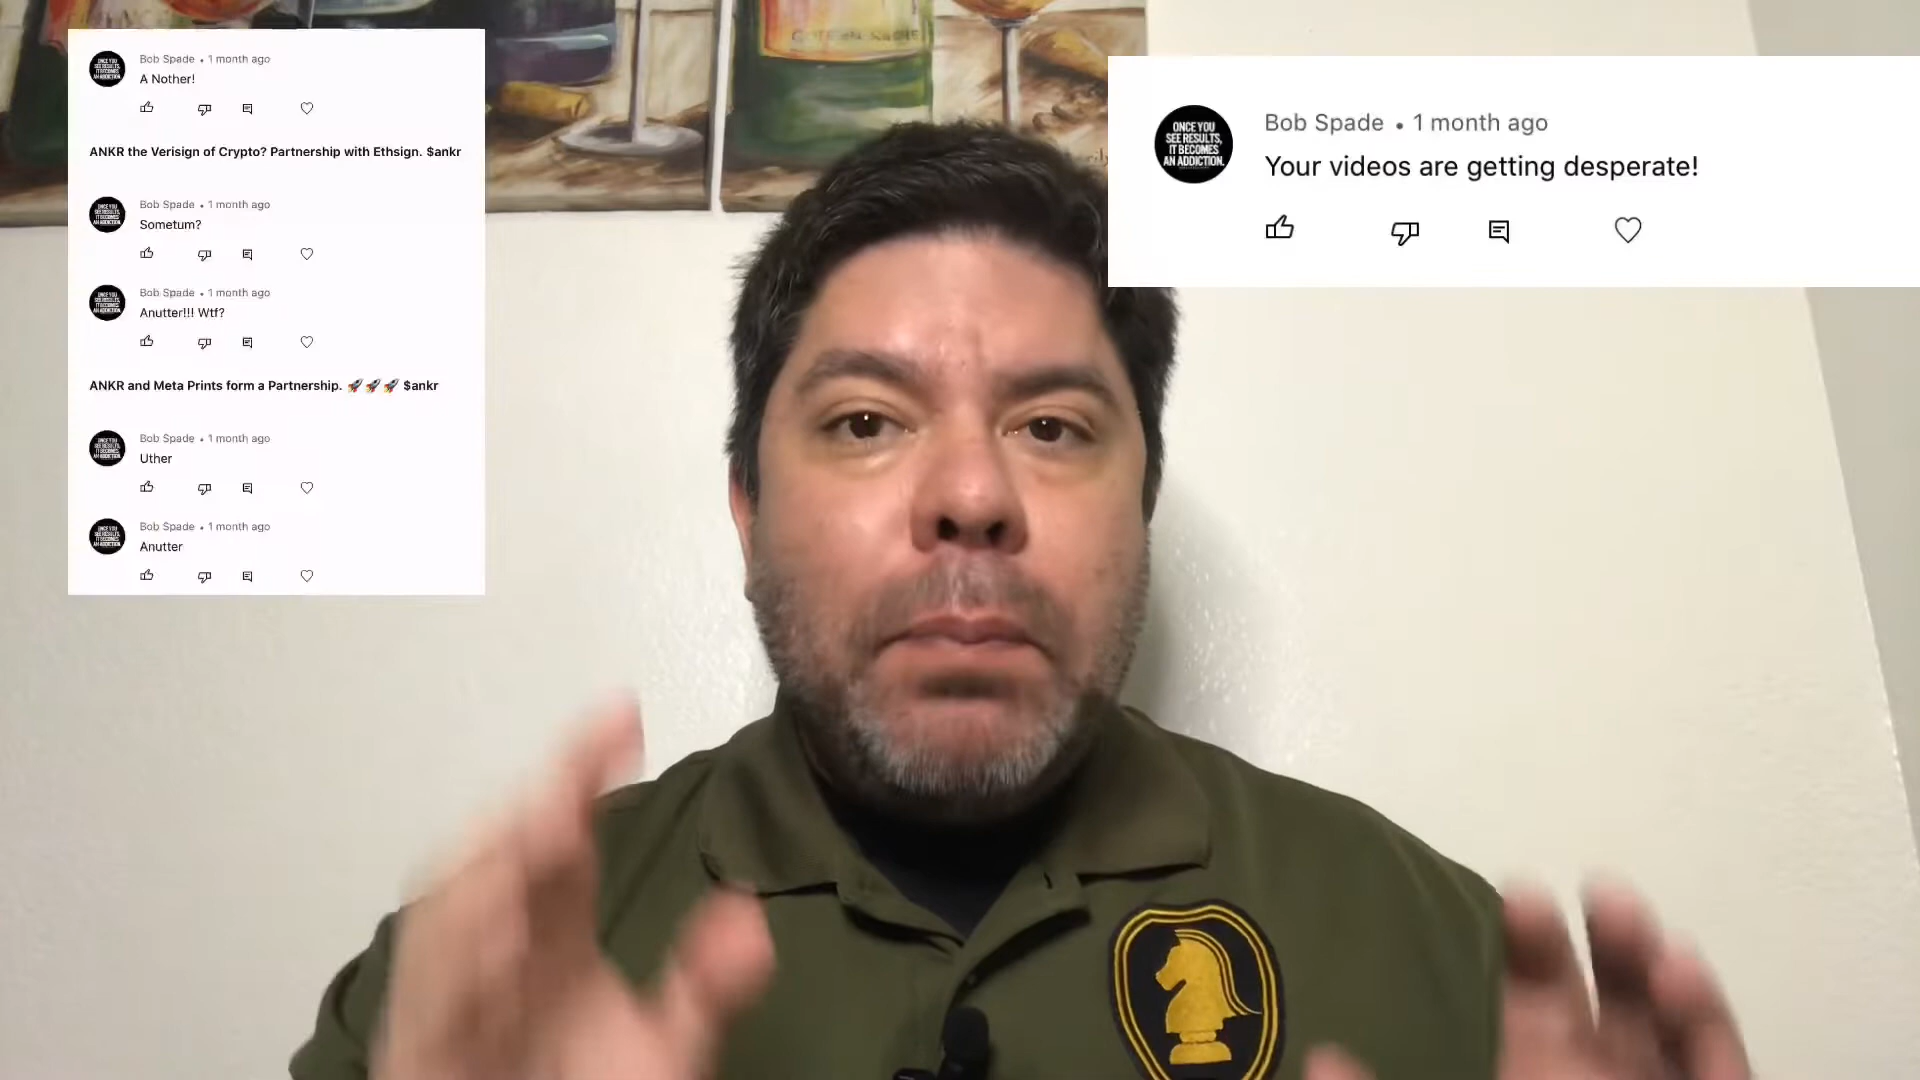 Bob Spade • 1 month ago
A Nother!
ANKR the Verisign of Crypto? Partnership with Ethsign. $ankr
Bob Spade • 1 month ago
Sometum?
Bob Spade • 1 month ago
Anutter!!! Wtf?
ANKR and Meta Prints form a Partnership. 🚀🚀🚀 $ankr
Bob Spade • 1 month ago
Uther
Bob Spade • 1 month ago
Anutter
ONCE YOU
SEE RESULTS,
IT BECOMES
AN ADDICTION.
Bob Spade • 1 month ago
Your videos are getting desperate!